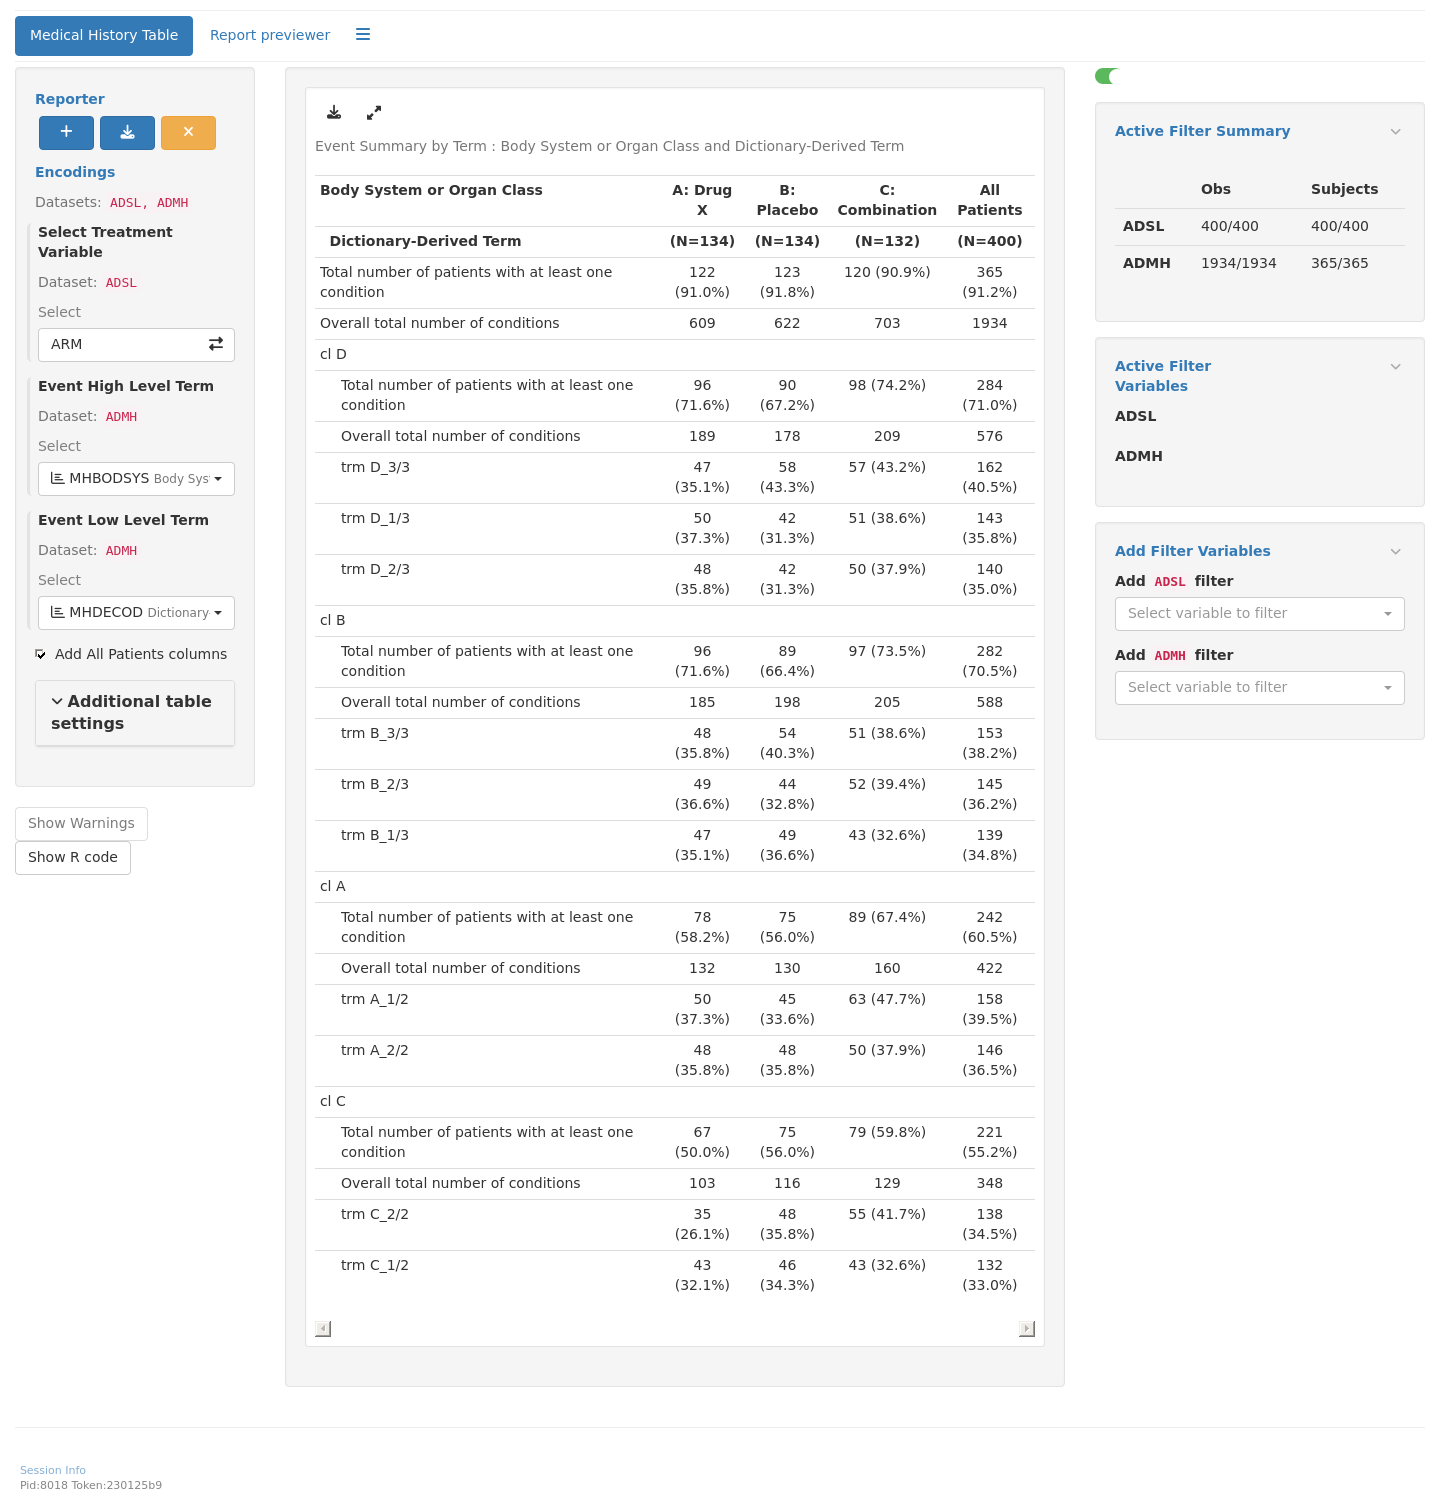 Medical History Table
Report previewer
Reporter
Encodings
Datasets: ADSL, ADMH
Select Treatment
Variable
Dataset: ADSL
Select
ARM
Event High Level Term
Dataset: ADMH
Select
MHBODSYS Body Sys
Event Low Level Term
Dataset: ADMH
Select
MHDECOD Dictionary
Add All Patients columns
Additional table
settings
Show Warnings
Show R code
Event Summary by Term : Body System or Organ Class and Dictionary-Derived Term
Body System or Organ Class A: Drug B: C: All
X Placebo Combination Patients
Dictionary-Derived Term (N=134) (N=134) (N=132) (N=400)
Total number of patients with at least one 122 123 120 (90.9%) 365
condition (91.0%) (91.8%) (91.2%)
Overall total number of conditions 609 622 703 1934
cl D
Total number of patients with at least one 96 90 98 (74.2%) 284
condition (71.6%) (67.2%) (71.0%)
Overall total number of conditions 189 178 209 576
trm D_3/3 47 58 57 (43.2%) 162
(35.1%) (43.3%) (40.5%)
trm D_1/3 50 42 51 (38.6%) 143
(37.3%) (31.3%) (35.8%)
trm D_2/3 48 42 50 (37.9%) 140
(35.8%) (31.3%) (35.0%)
cl B
Total number of patients with at least one 96 89 97 (73.5%) 282
condition (71.6%) (66.4%) (70.5%)
Overall total number of conditions 185 198 205 588
trm B_3/3 48 54 51 (38.6%) 153
(35.8%) (40.3%) (38.2%)
trm B_2/3 49 44 52 (39.4%) 145
(36.6%) (32.8%) (36.2%)
trm B_1/3 47 49 43 (32.6%) 139
(35.1%) (36.6%) (34.8%)
cl A
Total number of patients with at least one 78 75 89 (67.4%) 242
condition (58.2%) (56.0%) (60.5%)
Overall total number of conditions 132 130 160 422
trm A_1/2 50 45 63 (47.7%) 158
(37.3%) (33.6%) (39.5%)
trm A_2/2 48 48 50 (37.9%) 146
(35.8%) (35.8%) (36.5%)
cl C
Total number of patients with at least one 67 75 79 (59.8%) 221
condition (50.0%) (56.0%) (55.2%)
Overall total number of conditions 103 116 129 348
trm C_2/2 35 48 55 (41.7%) 138
(26.1%) (35.8%) (34.5%)
trm C_1/2 43 46 43 (32.6%) 132
(32.1%) (34.3%) (33.0%)
Active Filter Summary
Obs Subjects
ADSL 400/400 400/400
ADMH 1934/1934 365/365
Active Filter
Variables
ADSL
ADMH
Add Filter Variables
Add ADSL filter
Select variable to filter
Add ADMH filter
Select variable to filter
Session Info
Pid:8018 Token:230125b9